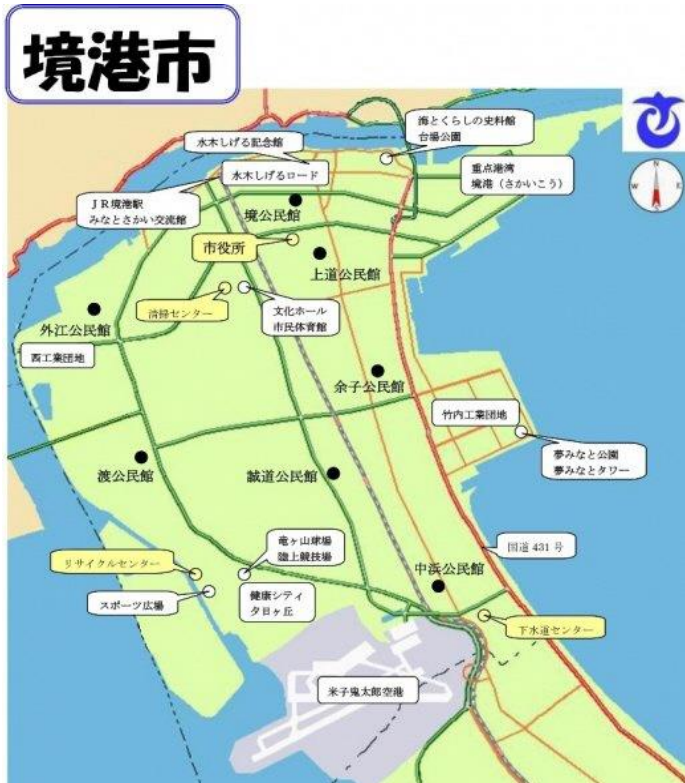 境港市
海とくらしの史料館
台場公園
水木しげる記念館
水木しげるロード
重点港湾
境港（さかいこう）
ＪＲ境港駅
みなとさかい交流館
境公民館
市役所
上道公民館
清掃センター
文化ホール
市民体育館
外江公民館
西工業団地
余子公民館
竹内工業団地
夢みなと公園
夢みなとタワー
渡公民館
誠道公民館
竜ヶ山球場
陸上競技場
国道 431 号
リサイクルセンター
中浜公民館
スポーツ広場
健康シティ
夕日ヶ丘
下水道センター
米子鬼太郎空港
N
W
E
S